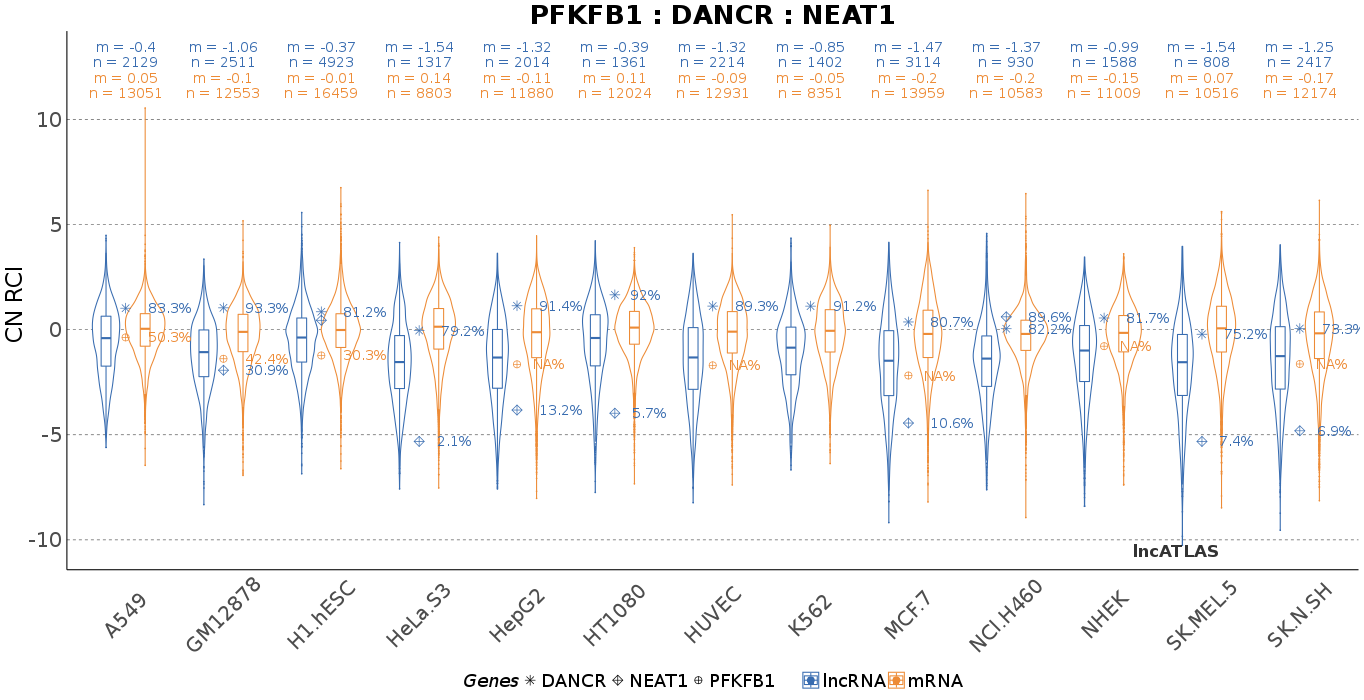 PFKFB1 : DANCR : NEAT1
m = -0.4 m = -1.06 m = -0.37 m = -1.54 m = -1.32 m = -0.39 m = -1.32 m = -0.85 m = -1.47 m = -1.37 m = -0.99 m = -1.54 m = -1.25
n = 2129 n = 2511 n = 4923 n = 1317 n = 2014 n = 1361 n = 2214 n = 1402 n = 3114 n = 930 n = 1588 n = 808 n = 2417
m = 0.05 m = -0.1 m = -0.01 m = 0.14 m = -0.11 m = 0.11 m = -0.09 m = -0.05 m = -0.2 m = -0.2 m = -0.15 m = 0.07 m = -0.17
n = 13051 n = 12553 n = 16459 n = 8803 n = 11880 n = 12024 n = 12931 n = 8351 n = 13959 n = 10583 n = 11009 n = 10516 n = 12174
CN RCI
10
5
0
-5
-10
83.3%
50.3%
93.3%
42.4%
30.9%
81.2%
30.3%
79.2%
2.1%
91.4%
NA%
13.2%
92%
5.7%
89.3%
NA%
91.2%
80.7%
NA%
10.6%
89.6%
82.2%
81.7%
NA%
75.2%
7.4%
73.3%
NA%
6.9%
lncATLAS
A549 GM12878 H1.hESC HeLa.S3 HepG2 HT1080 HUVEC K562 MCF.7 NCI.H460 NHEK SK.MEL.5 SK.N.SH
Genes DANCR NEAT1 PFKFB1 lncRNA mRNA